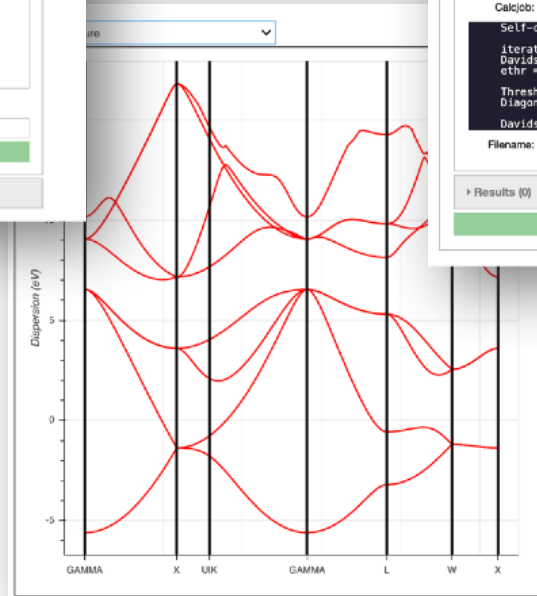 Calcjob:
Self-c
iterat
Davids
ethr =
Thresh
Diagon
Davids
Filename:
Results (0)
ure
Dispersion (eV)
5
0
-5
GAMMA X U|K GAMMA L W X